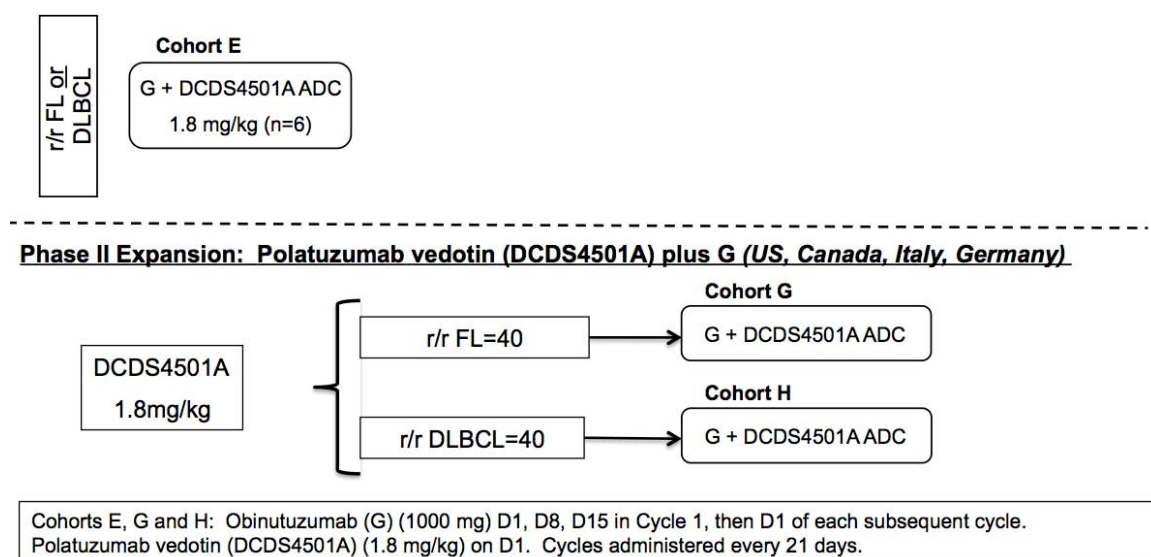 r/r FL or
DLBCL
Cohort E
G + DCDS4501A ADC
1.8 mg/kg (n=6)
Phase II Expansion: Polatuzumab vedotin (DCDS4501A) plus G (US, Canada, Italy, Germany)
DCDS4501A
1.8mg/kg
r/r FL=40
Cohort G
G + DCDS4501A ADC
r/r DLBCL=40
Cohort H
G + DCDS4501A ADC
Cohorts E, G and H: Obinutuzumab (G) (1000 mg) D1, D8, D15 in Cycle 1, then D1 of each subsequent cycle.
Polatuzumab vedotin (DCDS4501A) (1.8 mg/kg) on D1. Cycles administered every 21 days.